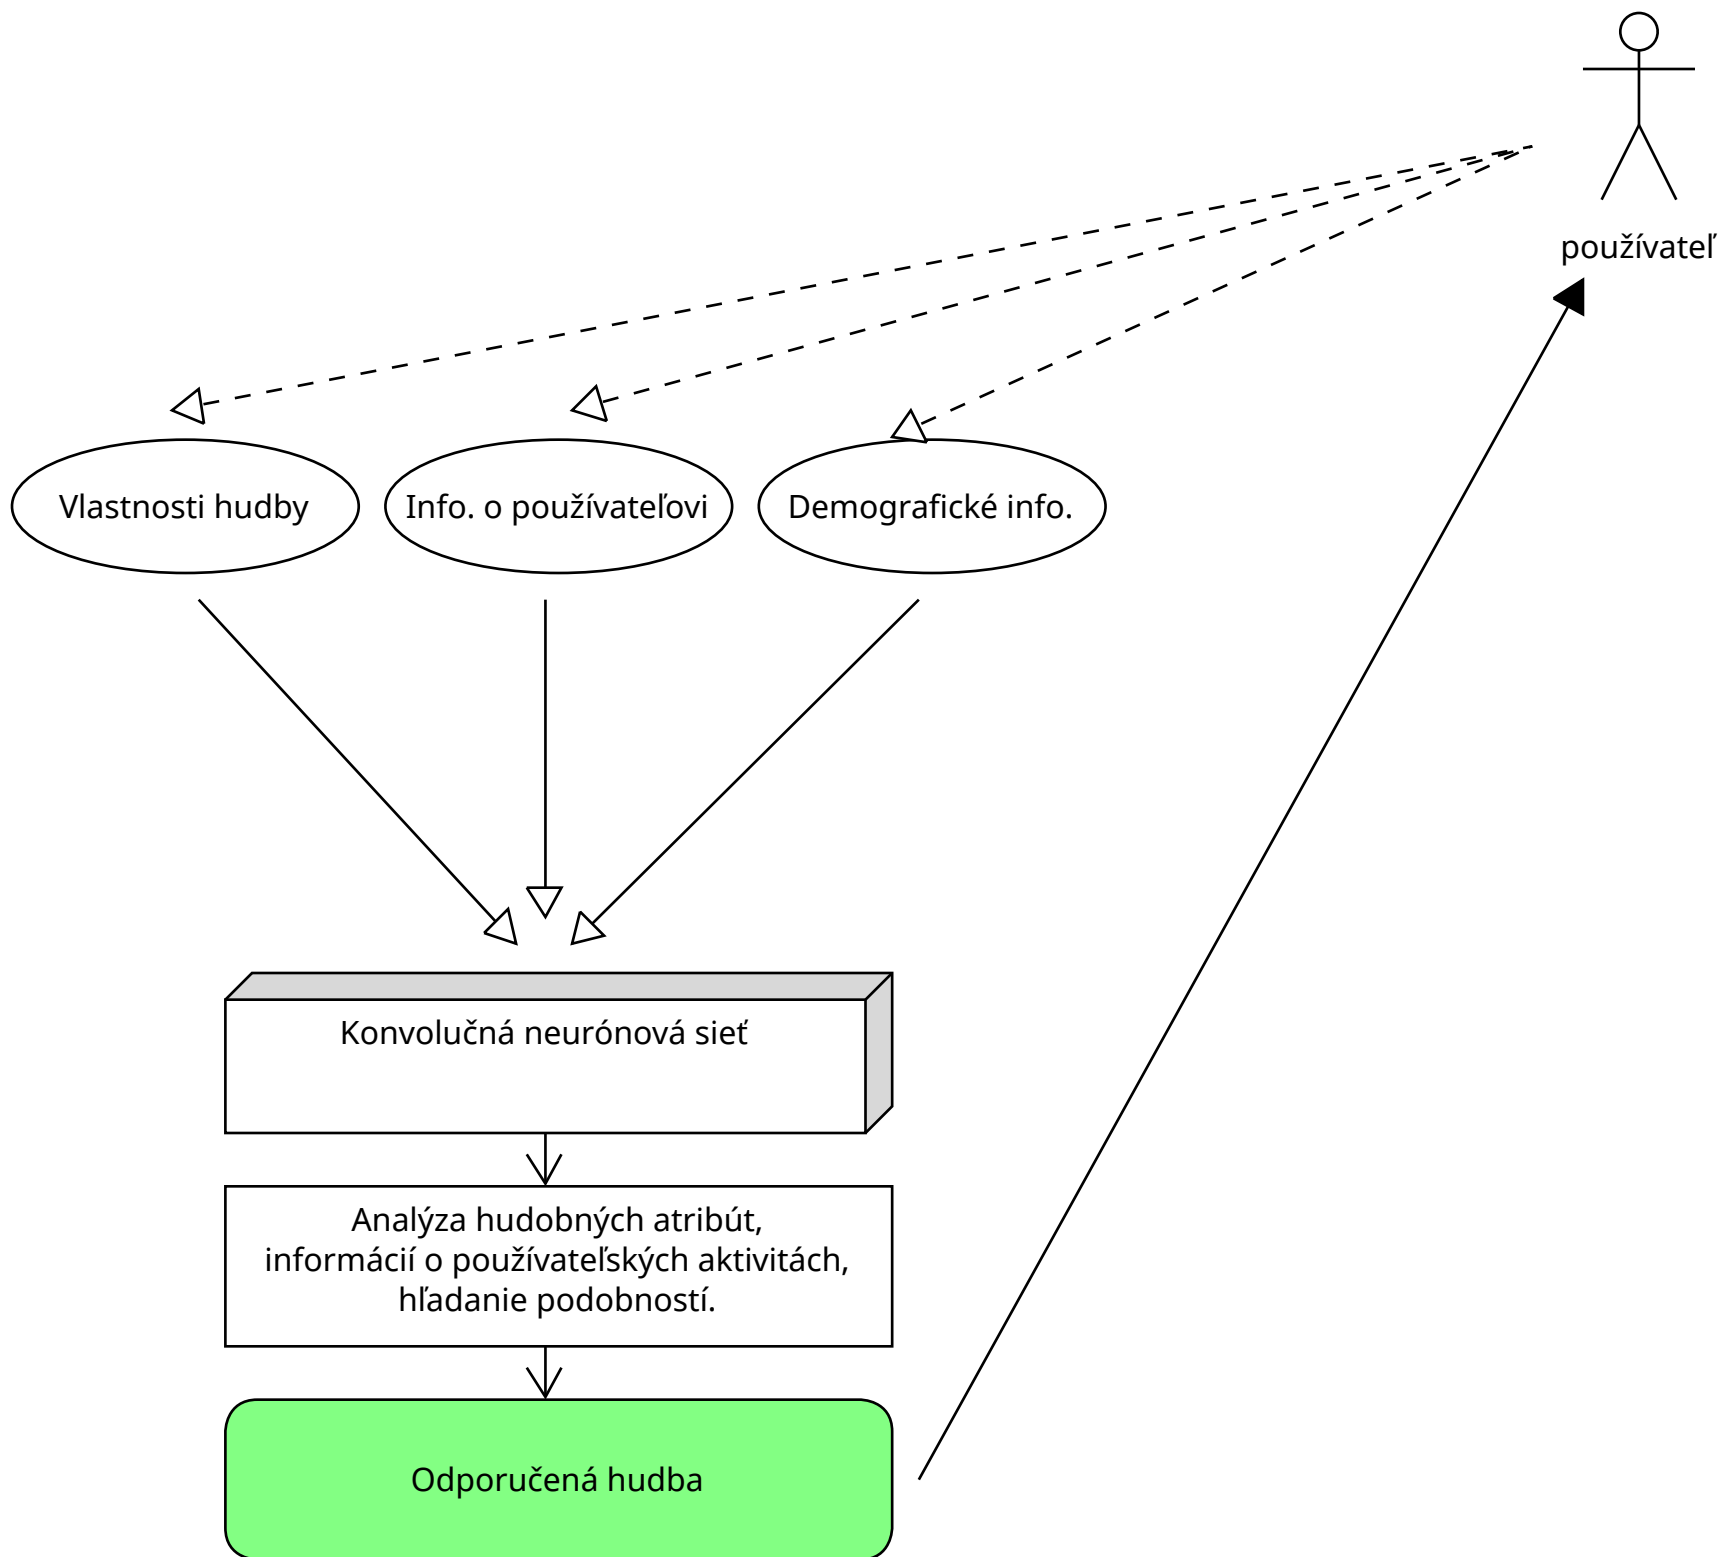 používateľ
Vlastnosti hudby
Info. o používateľovi
Demografické info.
Konvolučná neurónová sieť
Analýza hudobných atribút,
informácií o používateľských aktivitách,
hľadanie podobností.
Odporučená hudba